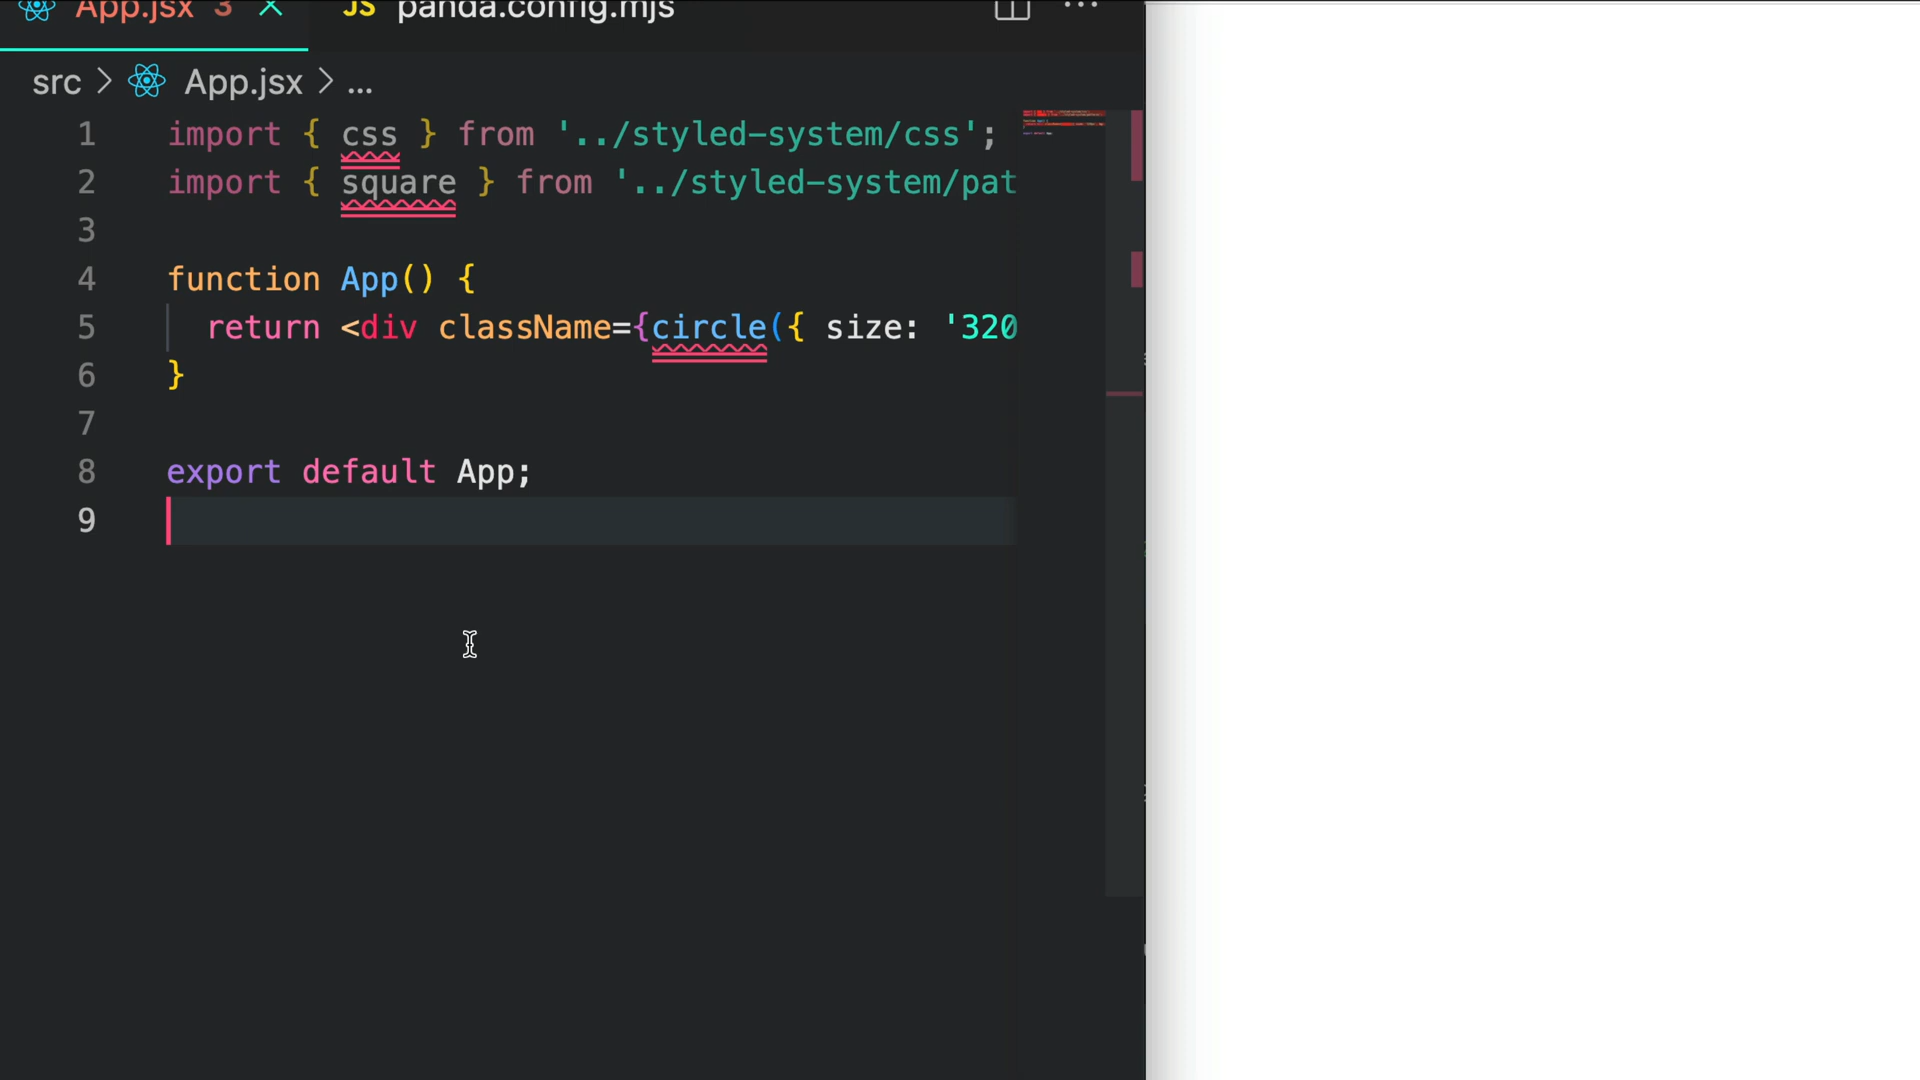 App.jsx 3 JS panda.config.mjs ...
src > App.jsx > ...
1 import { css } from '../styled-system/css';
2 import { square } from '../styled-system/pat
3
4 function App() {
5 return <div className={circle({ size: '320
6 }
7
8 export default App;
9